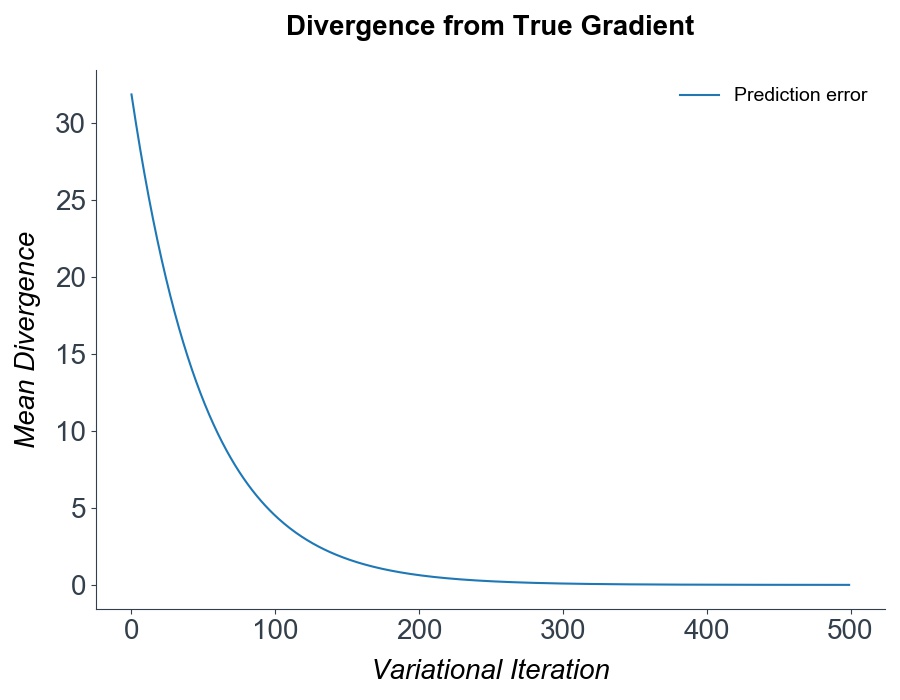 Divergence from True Gradient
Prediction error
30
25
20
15
10
5
0
Mean Divergence
0 100 200 300 400 500
Variational Iteration